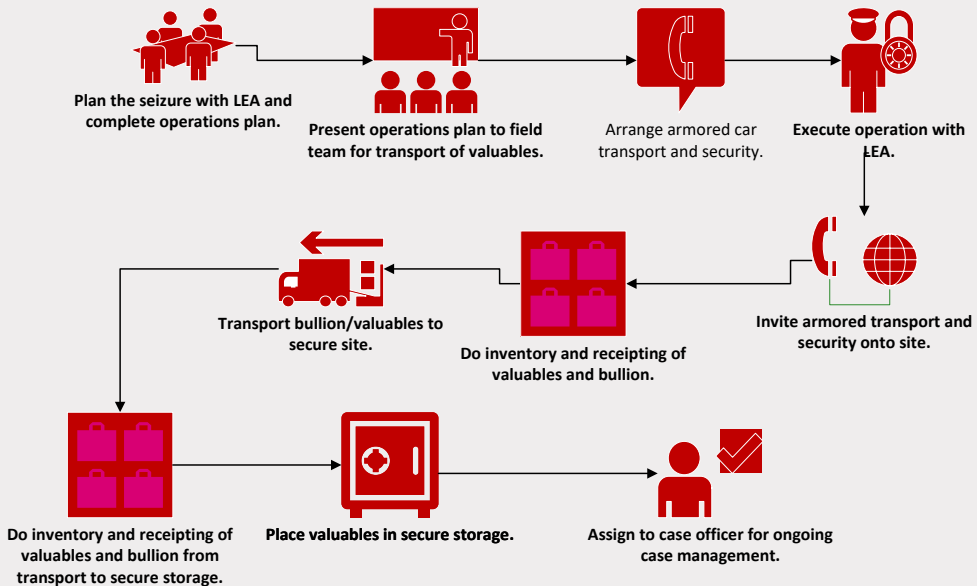 Plan the seizure with LEA and
complete operations plan.
Present operations plan to field
team for transport of valuables.
Arrange armored car
transport and security.
Execute operation with
LEA.
Transport bullion/valuables to
secure site.
Do inventory and receipting of
valuables and bullion.
Invite armored transport and
security onto site.
Do inventory and receipting of
valuables and bullion from
transport to secure storage.
Place valuables in secure storage.
Assign to case officer for ongoing
case management.